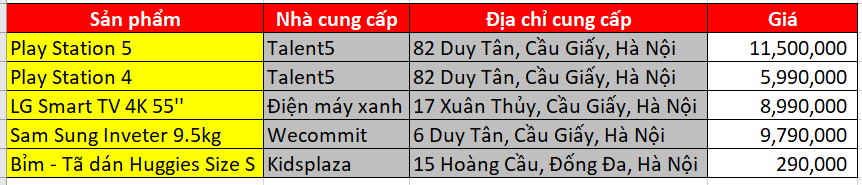 Sản phẩm Nhà cung cấp Địa chỉ cung cấp Giá
Play Station 5 Talent5 82 Duy Tân, Cầu Giấy, Hà Nội 11,500,000
Play Station 4 Talent5 82 Duy Tân, Cầu Giấy, Hà Nội 5,990,000
LG Smart TV 4K 55'' Điện máy xanh 17 Xuân Thủy, Cầu Giấy, Hà Nội 8,990,000
Sam Sung Inveter 9.5kg Wecommit 6 Duy Tân, Cầu Giấy, Hà Nội 9,790,000
Bỉm - Tã dán Huggies Size S Kidsplaza 15 Hoàng Cầu, Đống Đa, Hà Nội 290,000